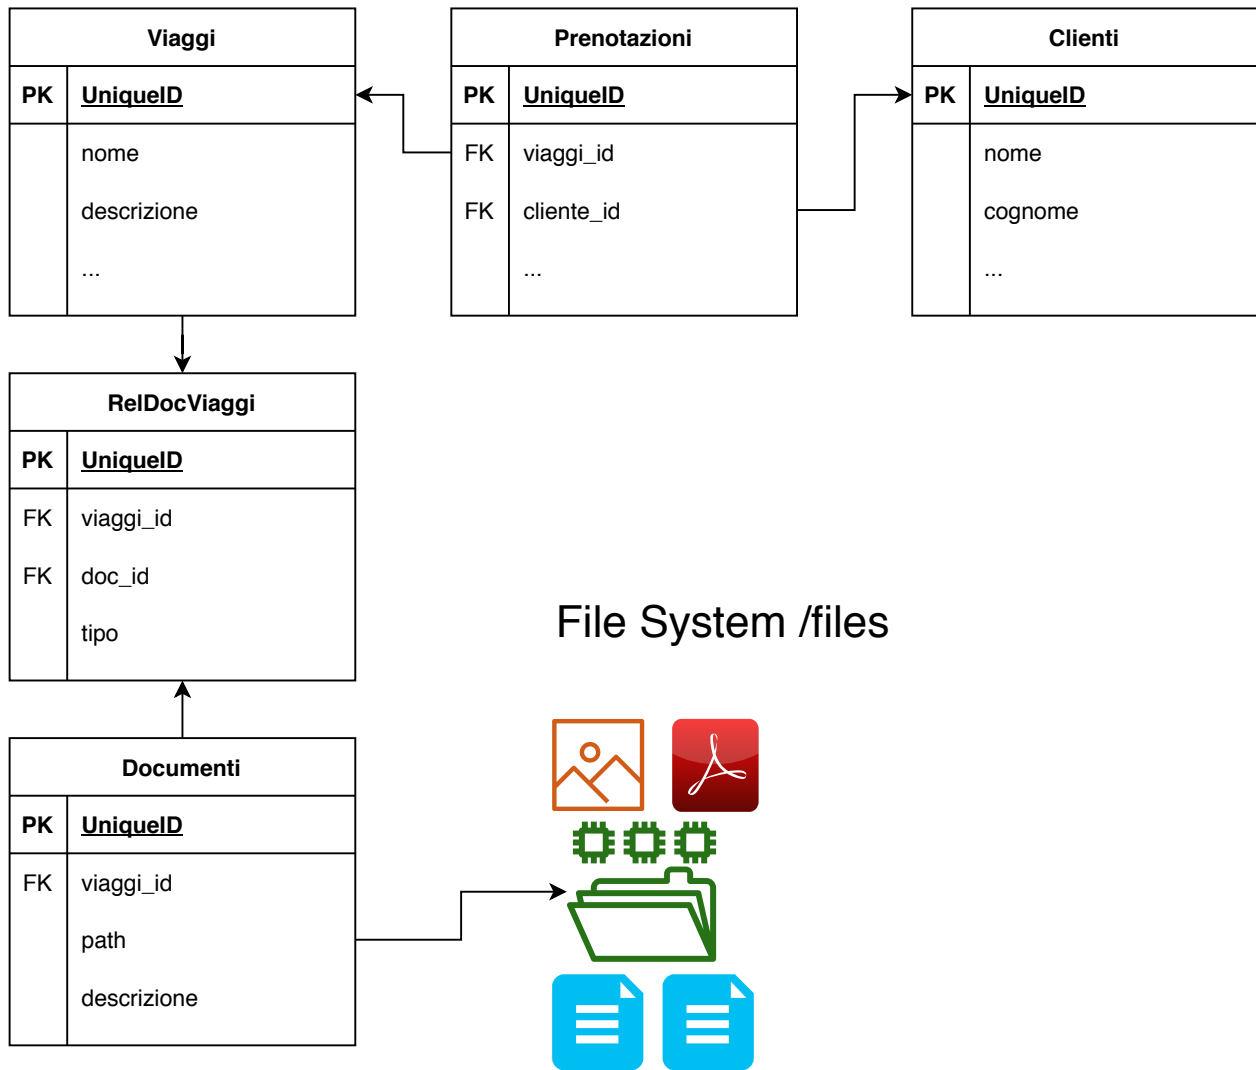 Viaggi
PK UniqueID
nome
descrizione
...
Prenotazioni
PK UniqueID
FK viaggi_id
FK cliente_id
...
Clienti
PK UniqueID
nome
cognome
...
RelDocViaggi
PK UniqueID
FK viaggi_id
FK doc_id
tipo
File System /files
Documenti
PK UniqueID
FK viaggi_id
path
descrizione